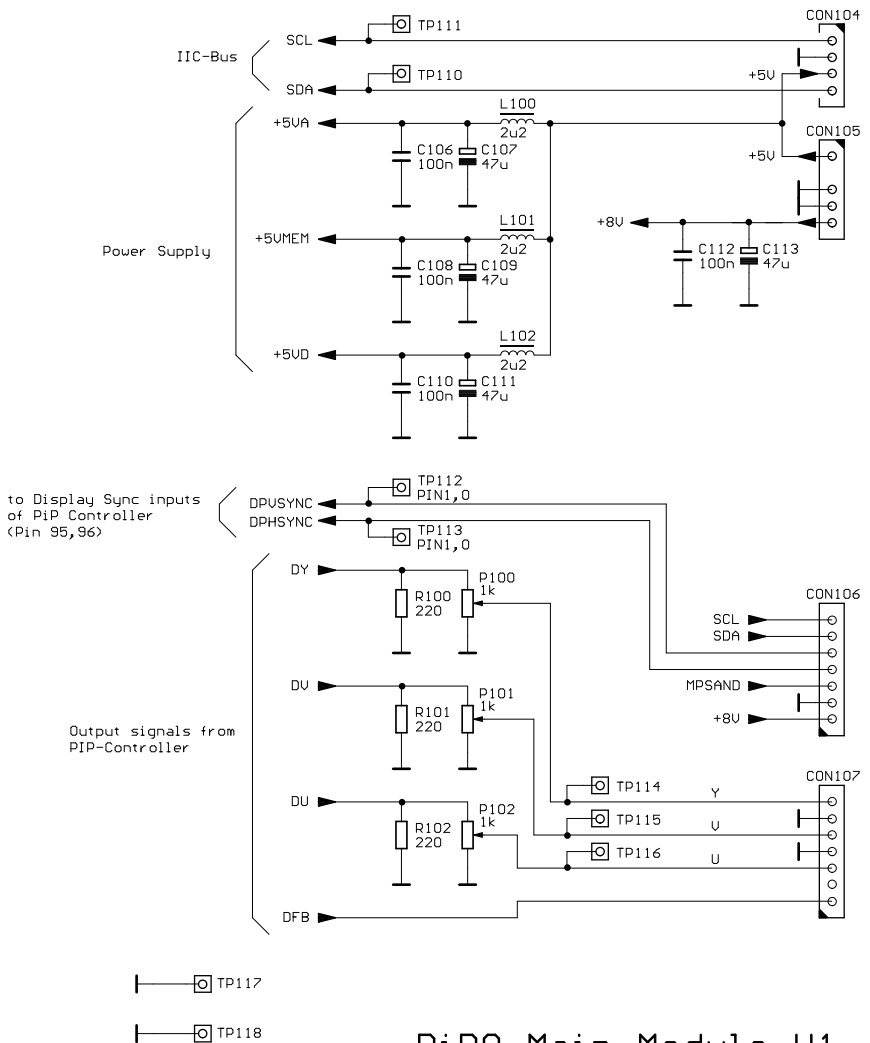 CON104
TP111
SCL
IIC-Bus
TP110
+5V
SDA
L100
+5VA
2u2
CON105
C106
100n
C107
47u
+5V
L101
+8V
+5VMEM
2u2
Power Supply
C112
100n
C113
47u
C108
100n
C109
47u
L102
+5VD
2u2
C110
100n
C111
47u
TP112
PIN1,0
to Display Sync inputs
of PiP Controller
(Pin 95,96)
DPVSYNC
DPHSYNC
TP113
PIN1,0
DY
P100
1k
R100
220
CON106
SCL
SDA
DV
MPSAND
P101
1k
R101
220
+8V
Output signals from
PIP-Controller
CON107
TP114
Y
DU
P102
1k
TP115
V
R102
220
TP116
U
DFB
TP117
TP118
Main Module V1